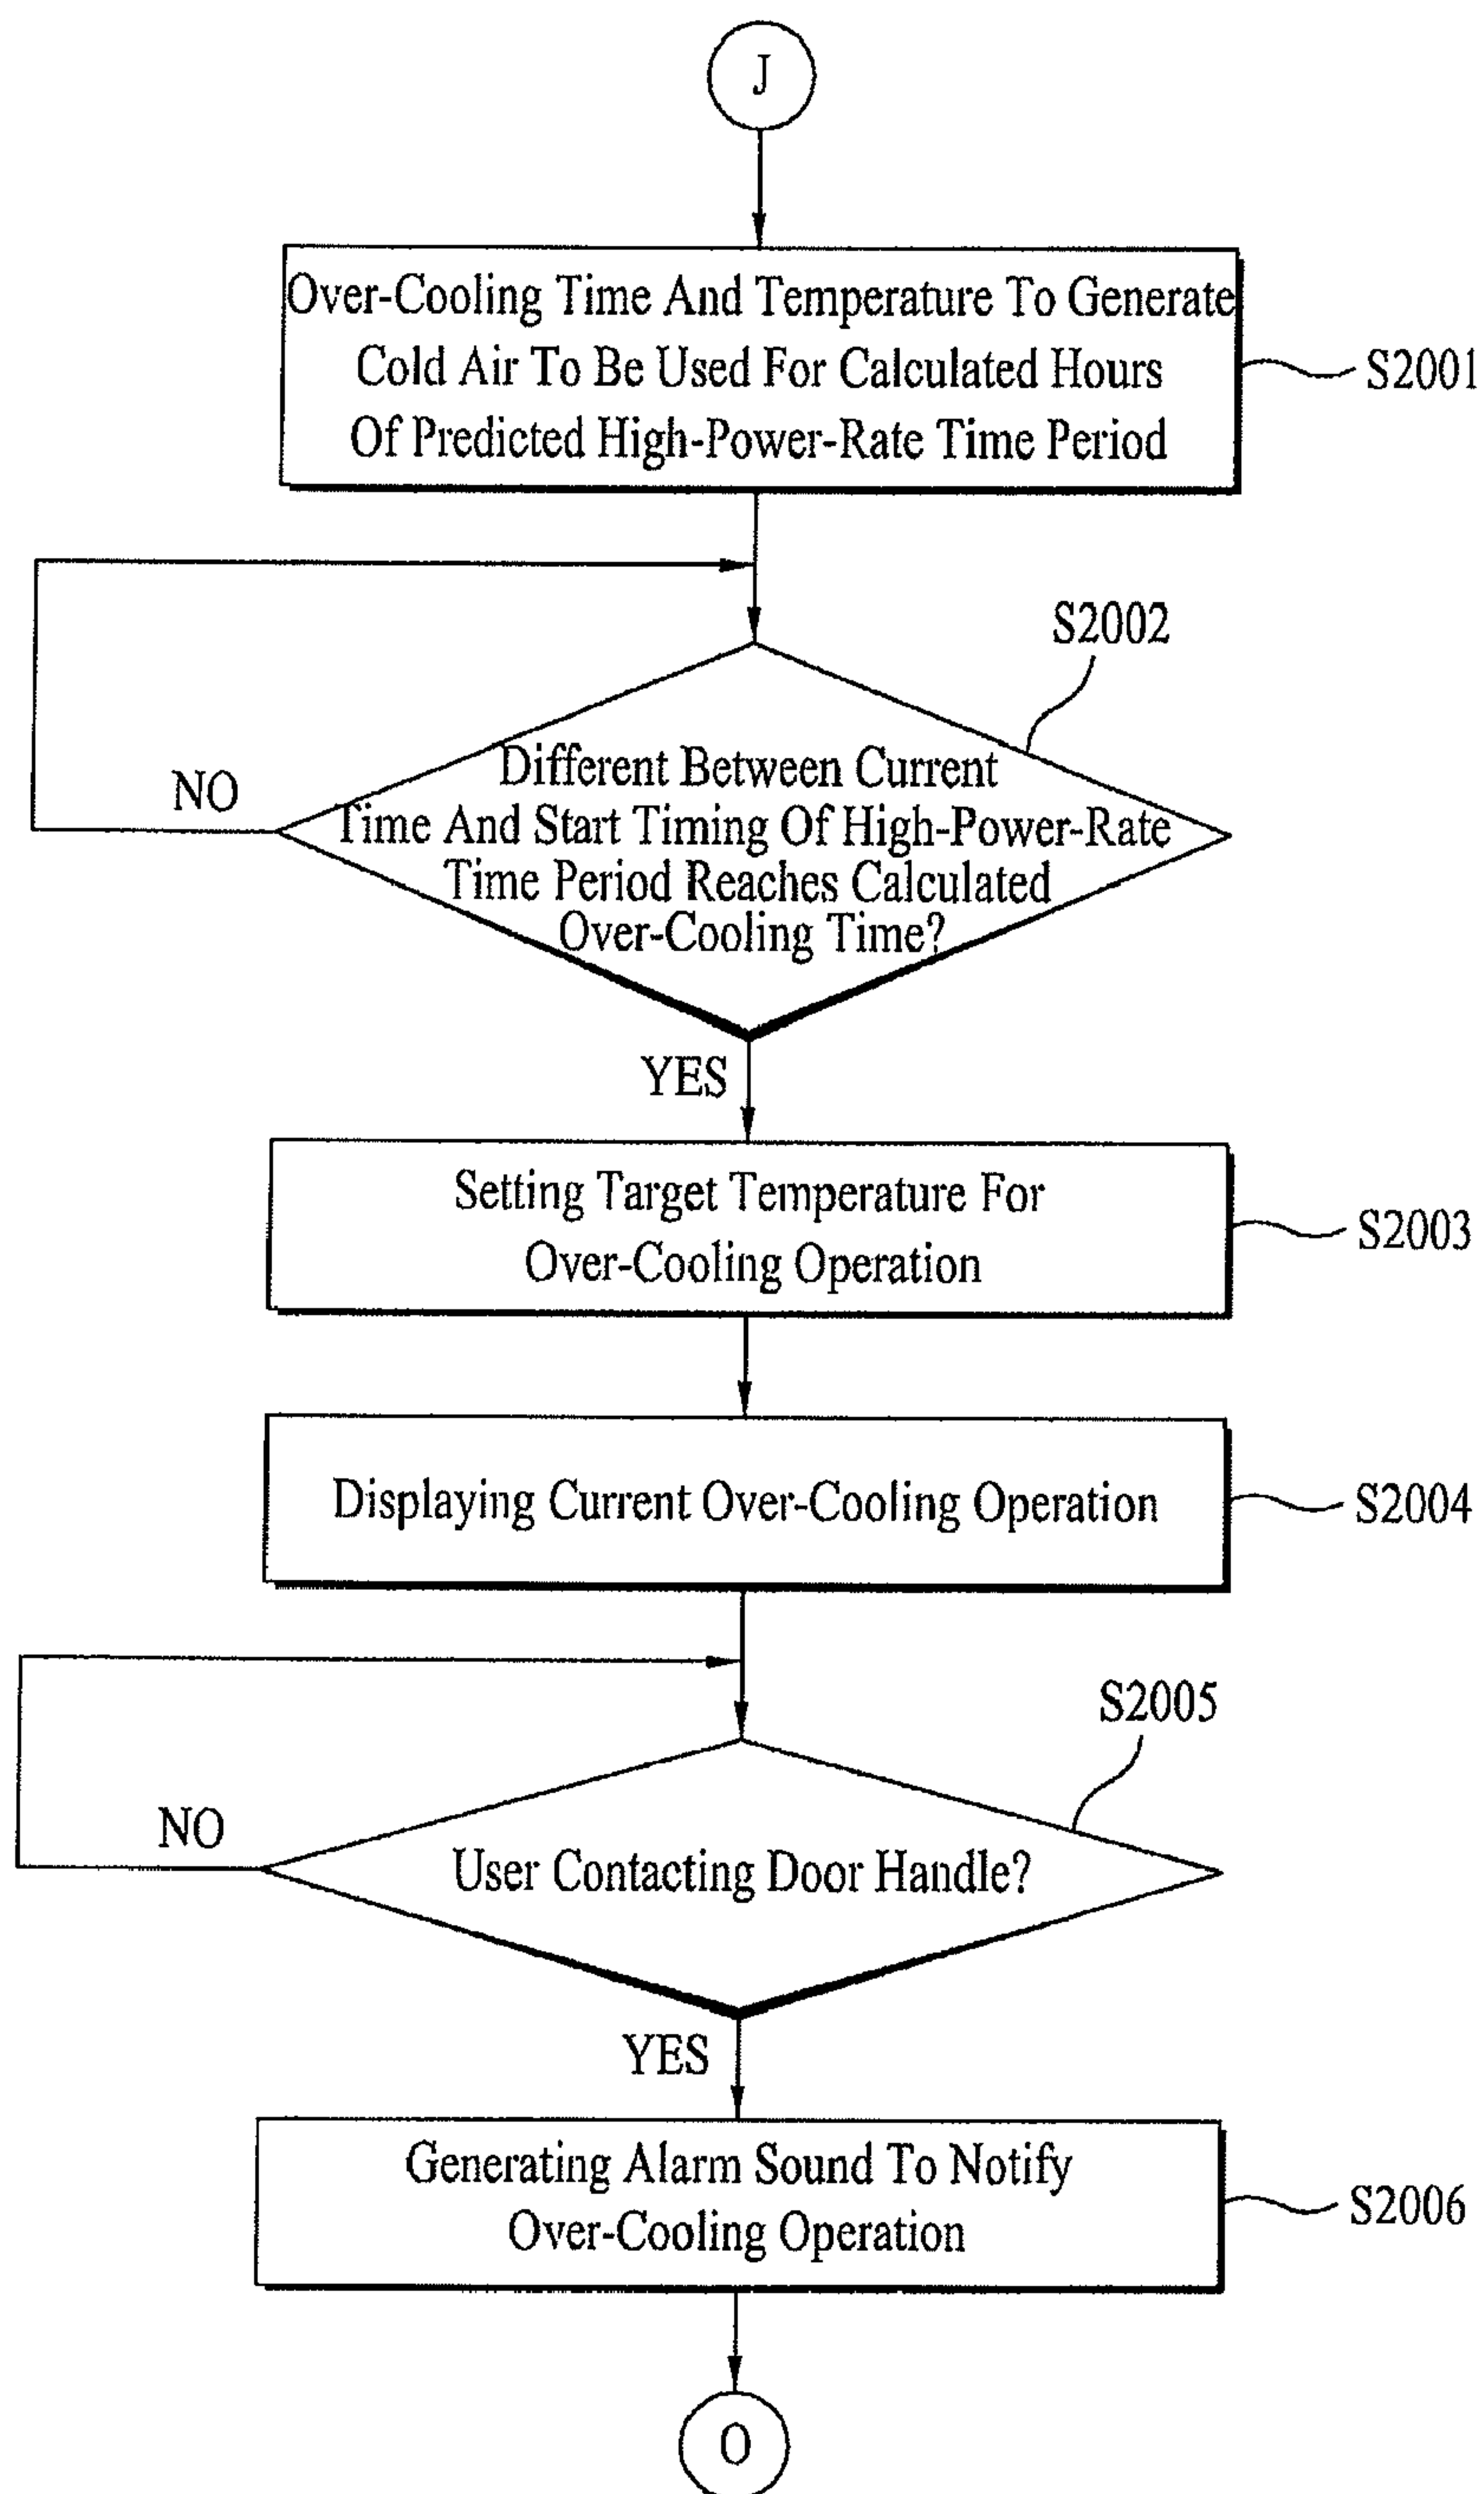 J
Over-Cooling Time And Temperature To Generate
Cold Air To Be Used For Calculated Hours
Of Predicted High-Power-Rate Time Period
S2001
S2002
Different Between Current
Time And Start Timing Of High-Power-Rate
Time Period Reaches Calculated
Over-Cooling Time?
NO
YES
Setting Target Temperature For
Over-Cooling Operation
S2003
Displaying Current Over-Cooling Operation
S2004
S2005
User Contacting Door Handle?
NO
YES
Generating Alarm Sound To Notify
Over-Cooling Operation
S2006
O